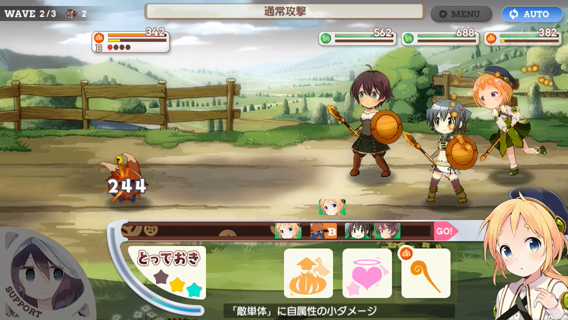 WAVE 2/3
2
通常攻撃
MENU
AUTO
342
B
562
688
382
244
B
GO!
とっておき
SUPPORT
「敵単体」に自属性の小ダメージ